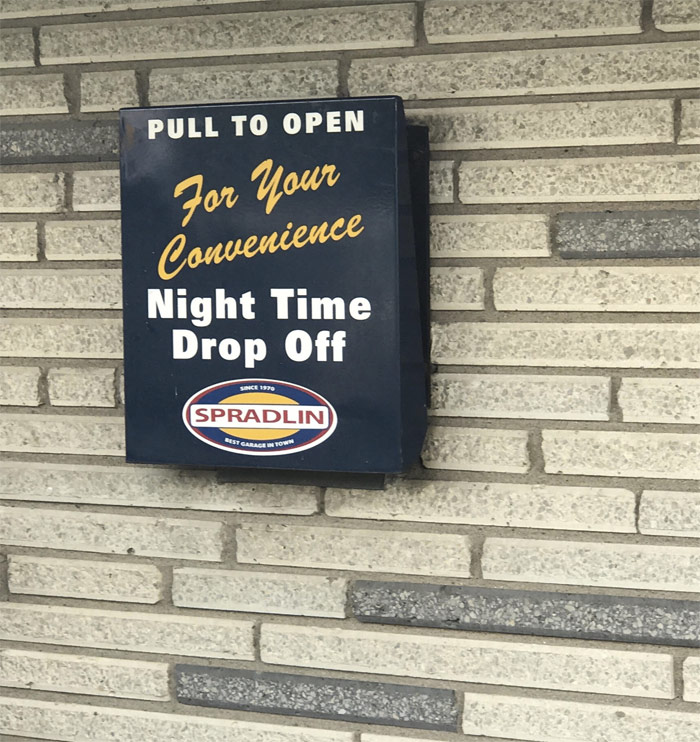 PULL TO OPEN
For Your
Convenience
Night Time
Drop Off
SINCE 1970
SPRADLIN
BEST GARAGE IN TOWN